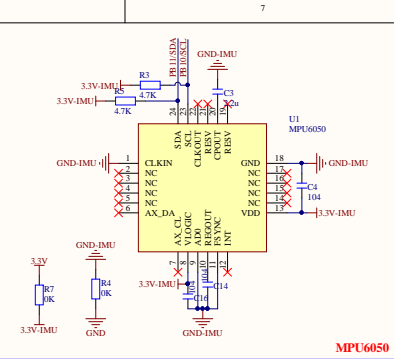 7
GND-IMU
PB11/SDA
PB10/SCL
3.3V-IMU
R3
4.7K
3.3V-IMU
R5
4.7K
C3
2.2u
U1
MPU6050
24
23
22
21
20
19
SDA
SCL
CLKOUT
RESV
CPOUT
RESV
GND-IMU
1
CLKIN
2
NC
3
NC
4
NC
5
NC
6
AX_DA
GND
18
GND-IMU
NC
17
NC
16
NC
15
NC
14
VDD
13
C4
104
3.3V-IMU
AX_CL
VLOGIC
AD0
REGOUT
FSYNC
INT
7
8
9
10
11
12
3.3V-IMU
104
C16
104
C14
GND-IMU
3.3V
R7
0K
3.3V-IMU
GND-IMU
R4
0K
GND
MPU6050